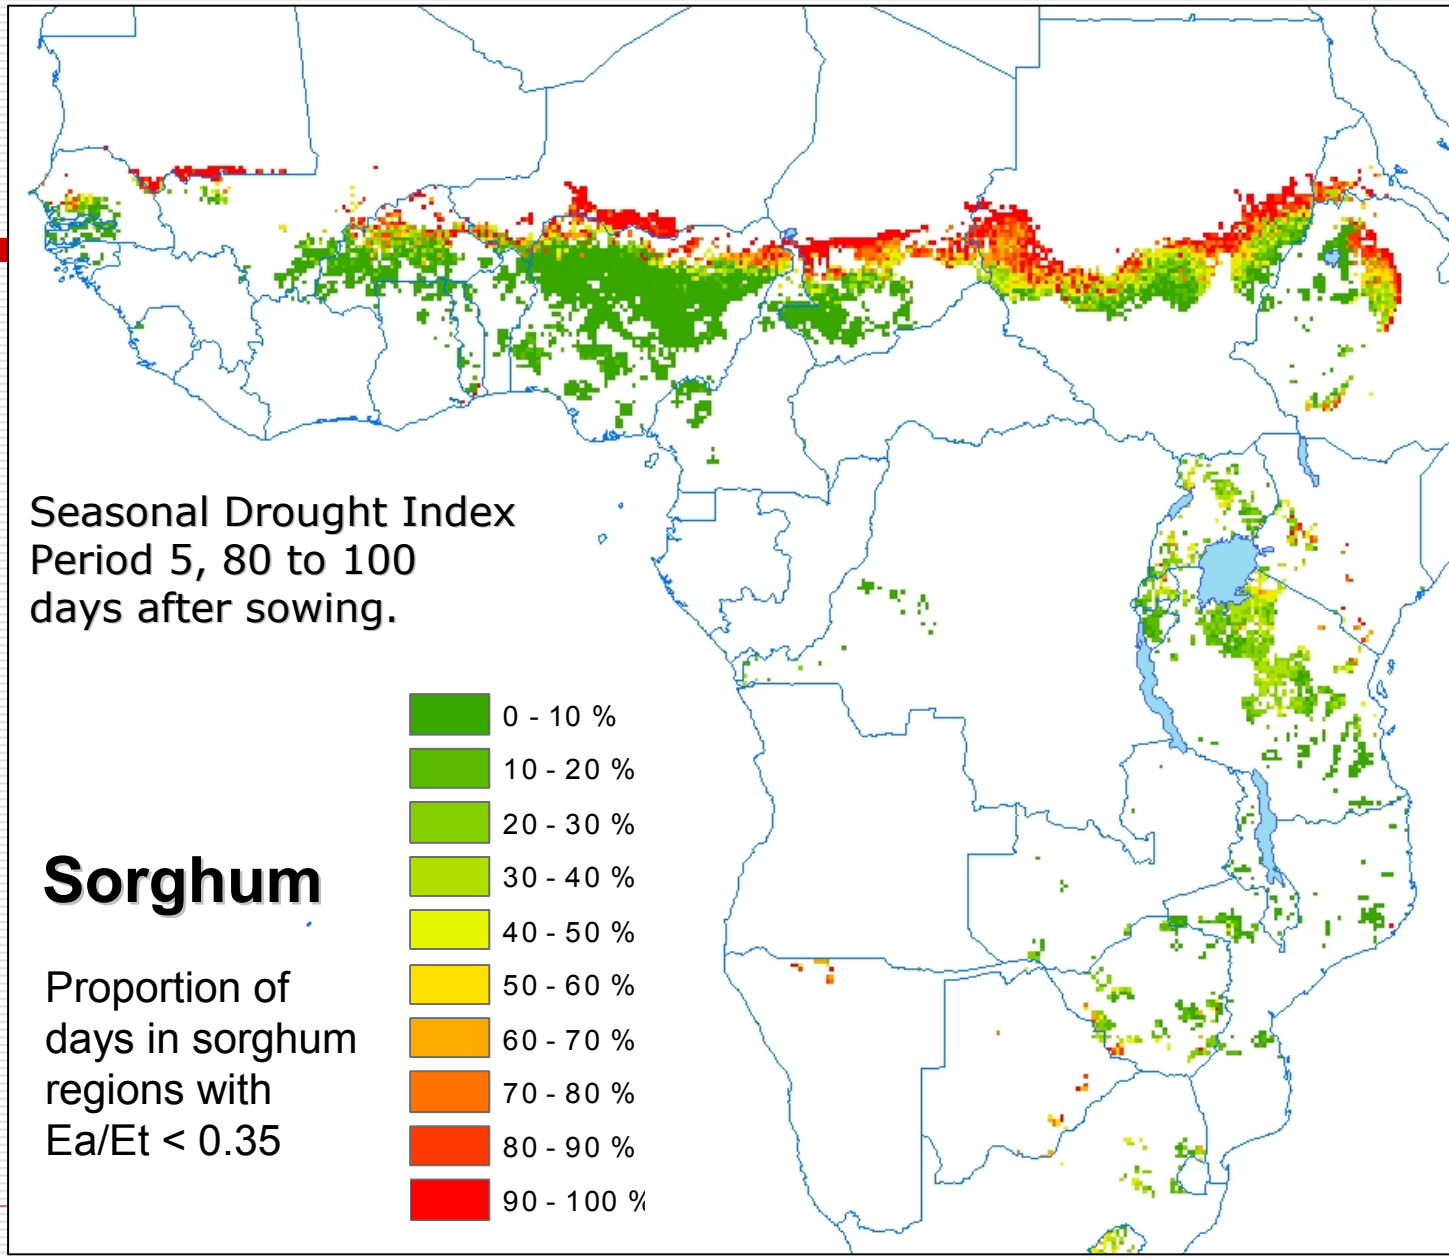 Seasonal Drought Index
Period 5, 80 to 100
days after sowing.
0 - 10 %
10 - 20 %
20 - 30 %
30 - 40 %
40 - 50 %
50 - 60 %
60 - 70 %
70 - 80 %
80 - 90 %
90 - 100 %
Sorghum
Proportion of
days in sorghum
regions with
Ea/Et < 0.35